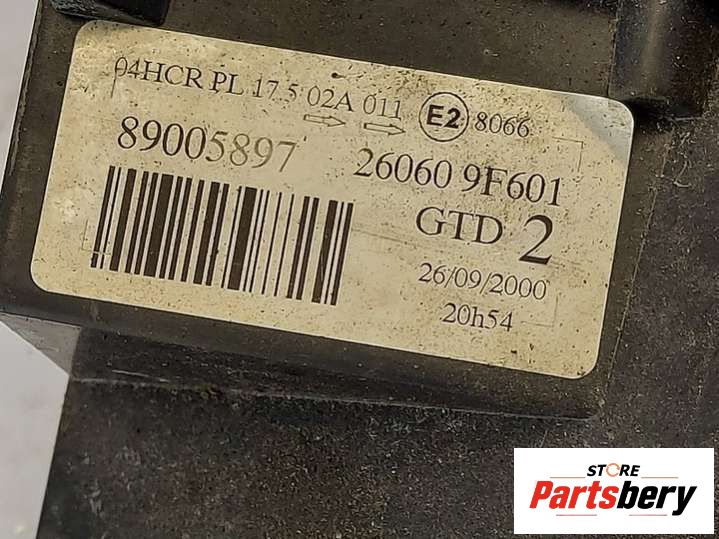 04HCR PL 17.5 02A 011 E2 8066
89005897 26060 9F601
GTD 2
26/09/2000
20h54
STORE
Partsbery